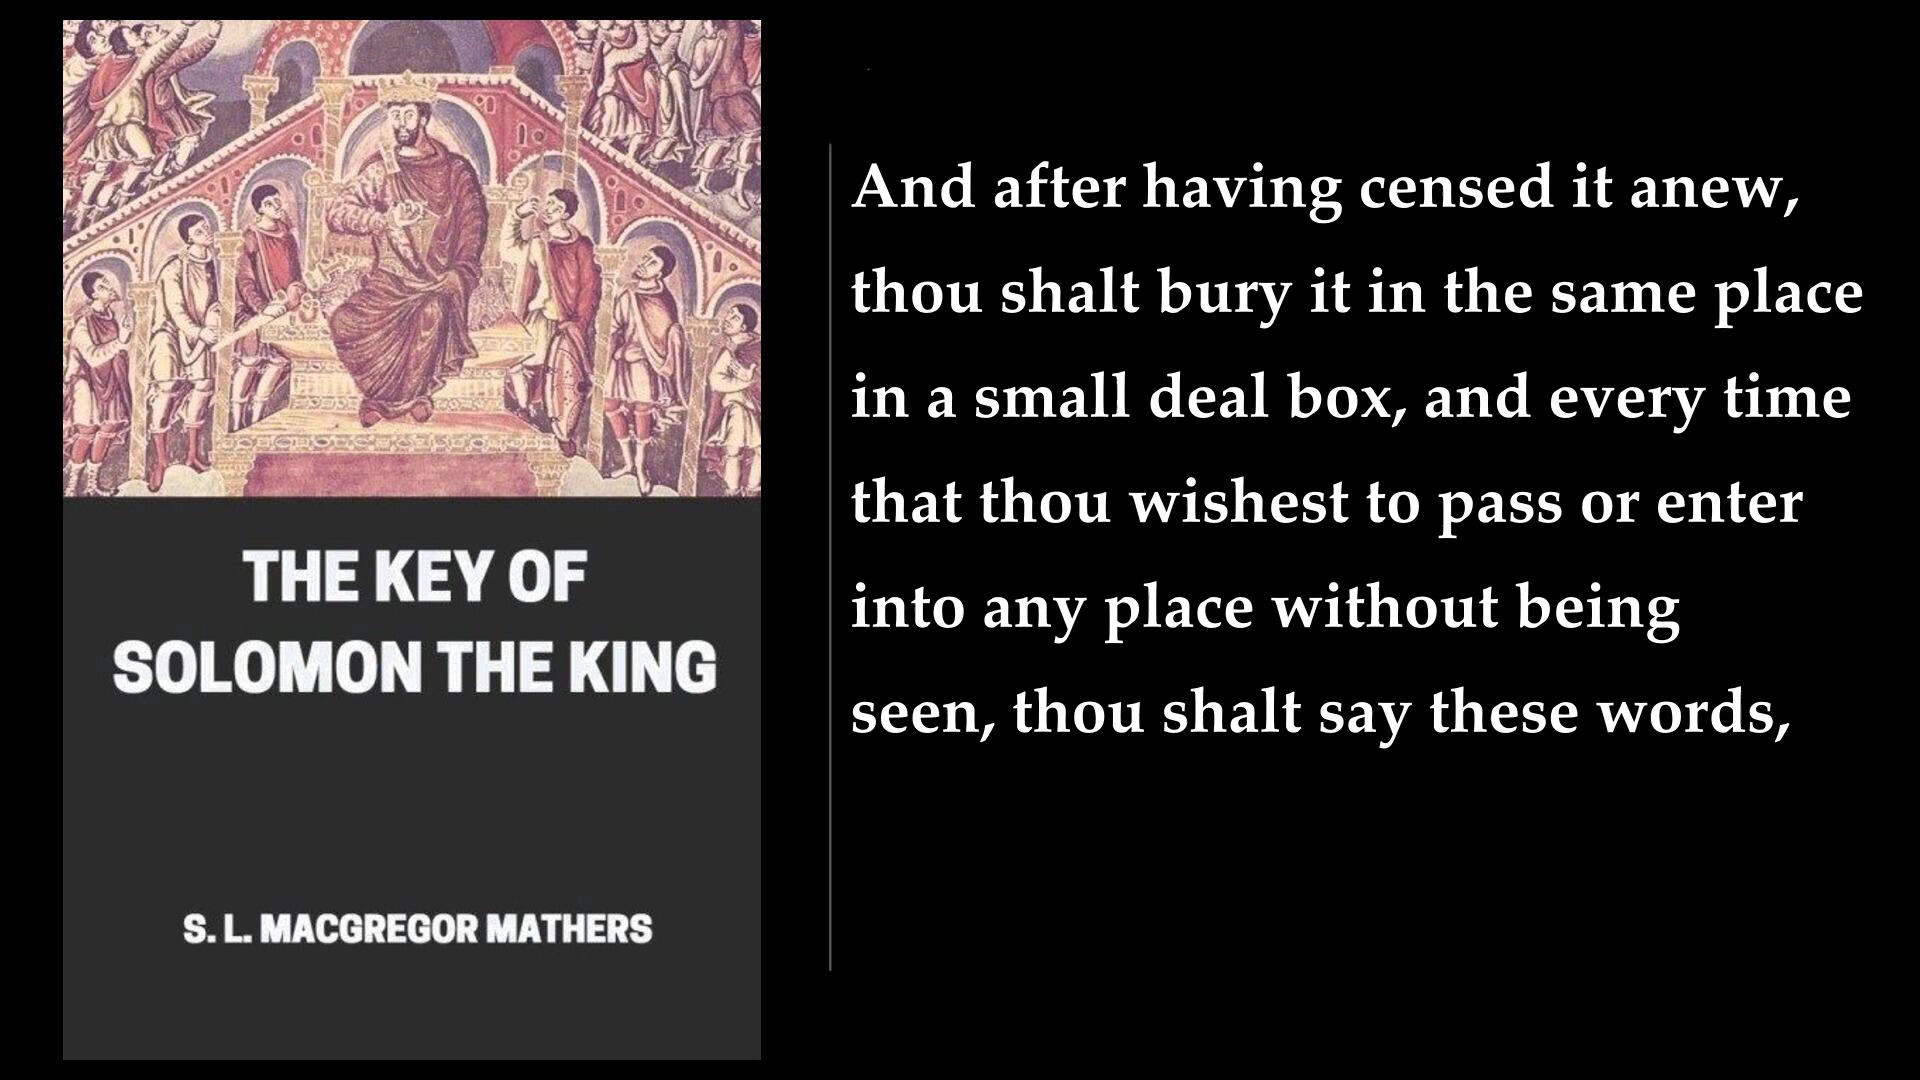 THE KEY OF
SOLOMON THE KING
S. L. MACGREGOR MATHERS
And after having censed it anew,
thou shalt bury it in the same place
in a small deal box, and every time
that thou wishest to pass or enter
into any place without being
seen, thou shalt say these words,